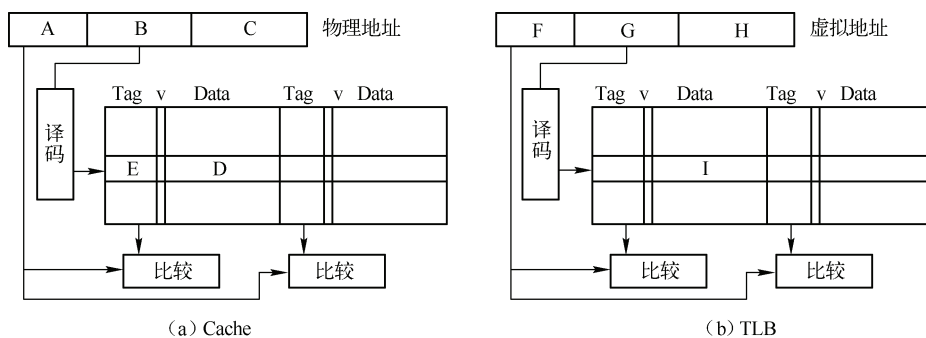 A B C 物理地址
F G H 虚拟地址
Tag v Data Tag v Data
Tag v Data Tag v Data
译码
译码
E D
I
比较 比较
比较 比较
(a) Cache
(b) TLB